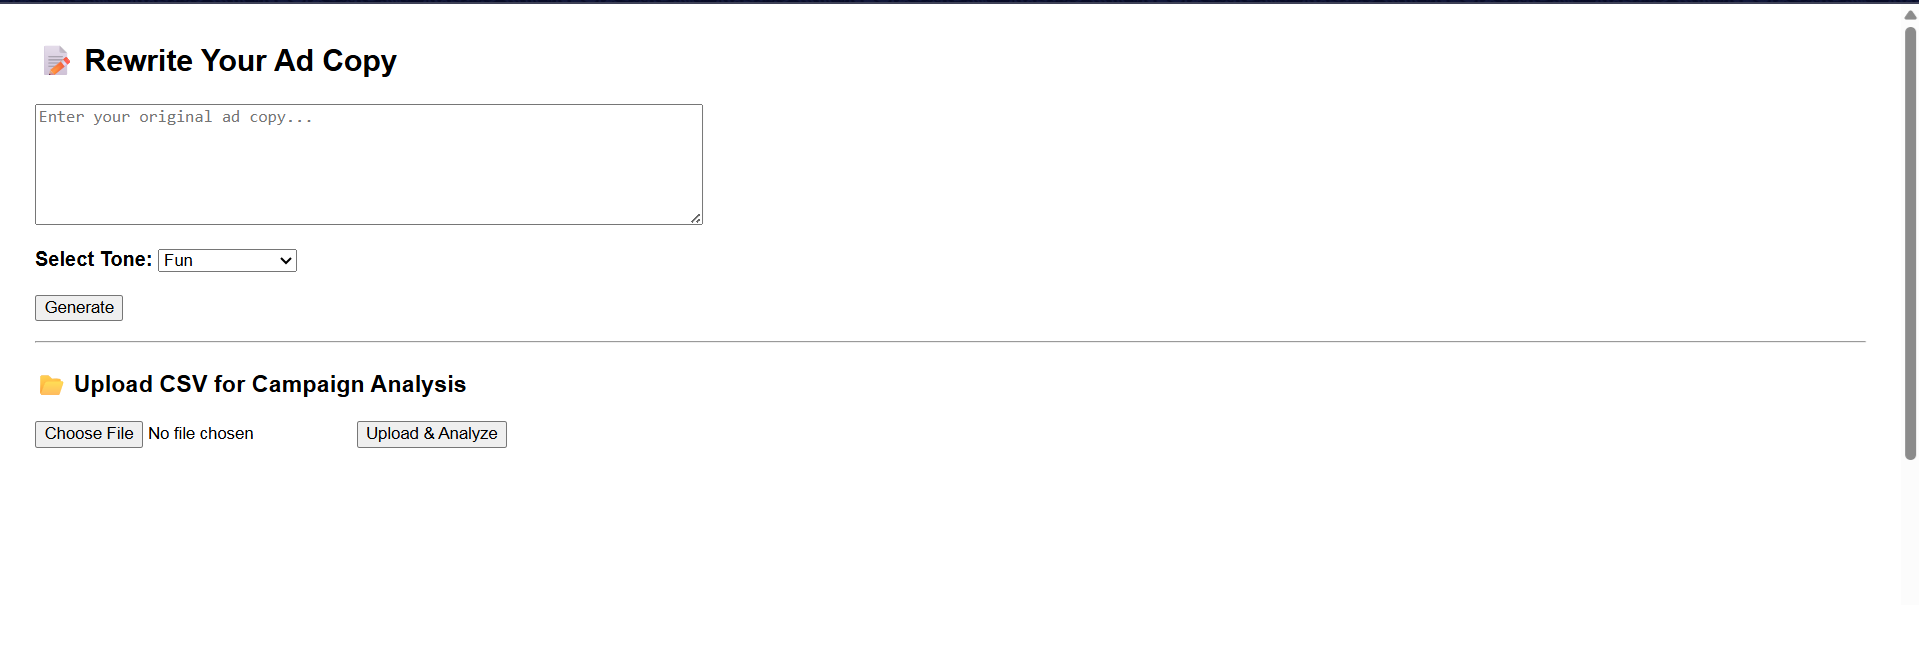 Rewrite Your Ad Copy
Enter your original ad copy...
Select Tone: Fun
Generate
Upload CSV for Campaign Analysis
Choose File No file chosen Upload & Analyze